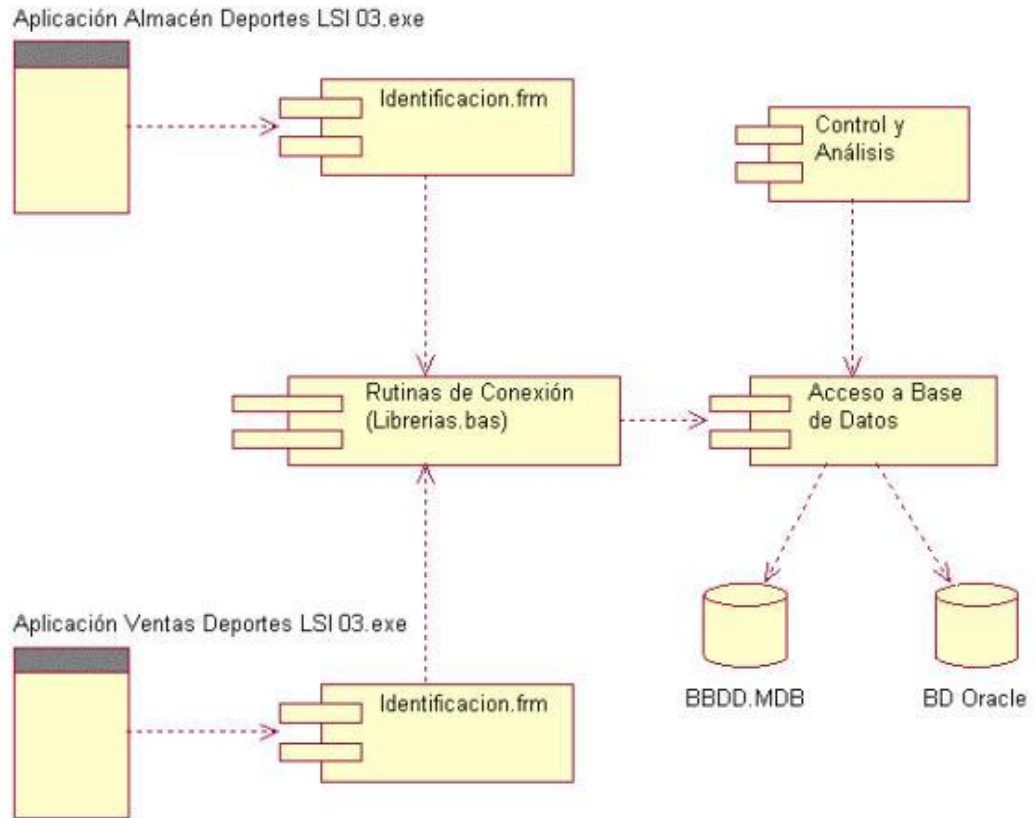 Aplicación Almacén Deportes LSI 03.exe
Identificacion.frm
Control y
Análisis
Rutinas de Conexión
(Librerias.bas)
Acceso a Base
de Datos
Aplicación Ventas Deportes LSI 03.exe
Identificacion.frm
BBDD.MDB
BD Oracle